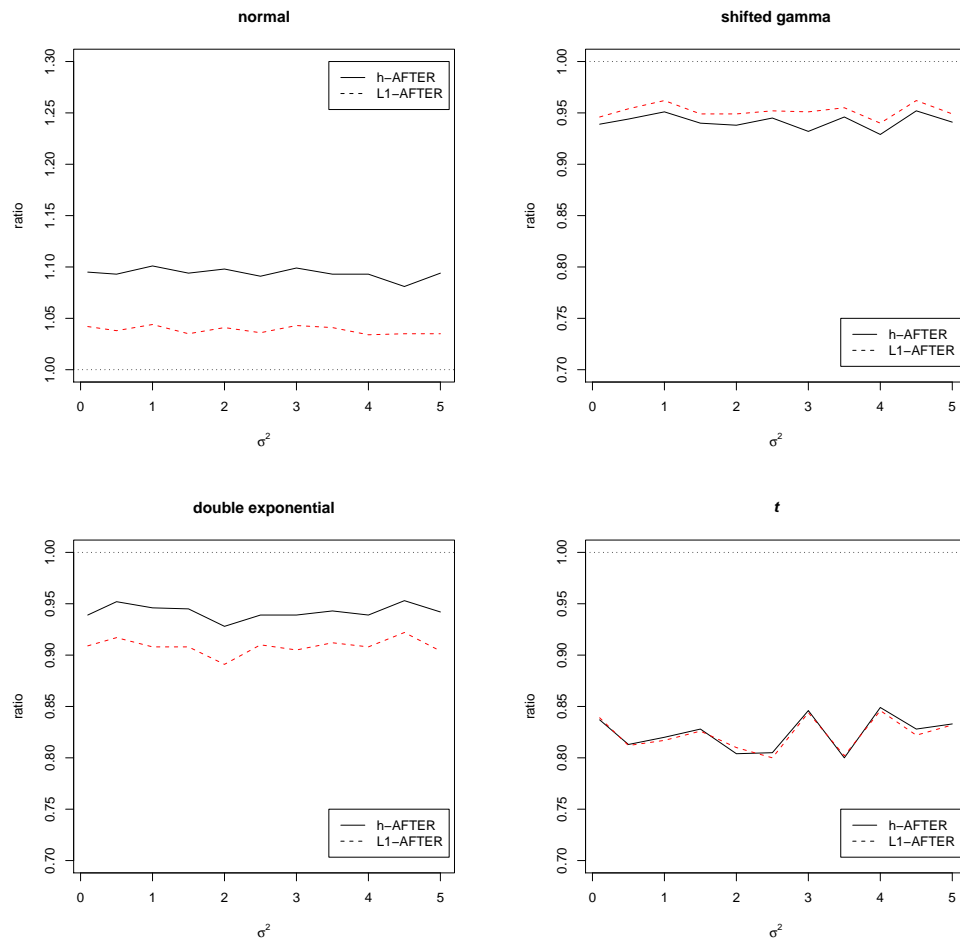 normal
ratio
1.00
1.05
1.10
1.15
1.20
1.25
1.30
h−AFTER
L1−AFTER
0
1
2
3
4
5
σ²
shifted gamma
ratio
0.70
0.75
0.80
0.85
0.90
0.95
1.00
h−AFTER
L1−AFTER
0
1
2
3
4
5
σ²
double exponential
ratio
0.70
0.75
0.80
0.85
0.90
0.95
1.00
h−AFTER
L1−AFTER
0
1
2
3
4
5
σ²
t
ratio
0.70
0.75
0.80
0.85
0.90
0.95
1.00
h−AFTER
L1−AFTER
0
1
2
3
4
5
σ²